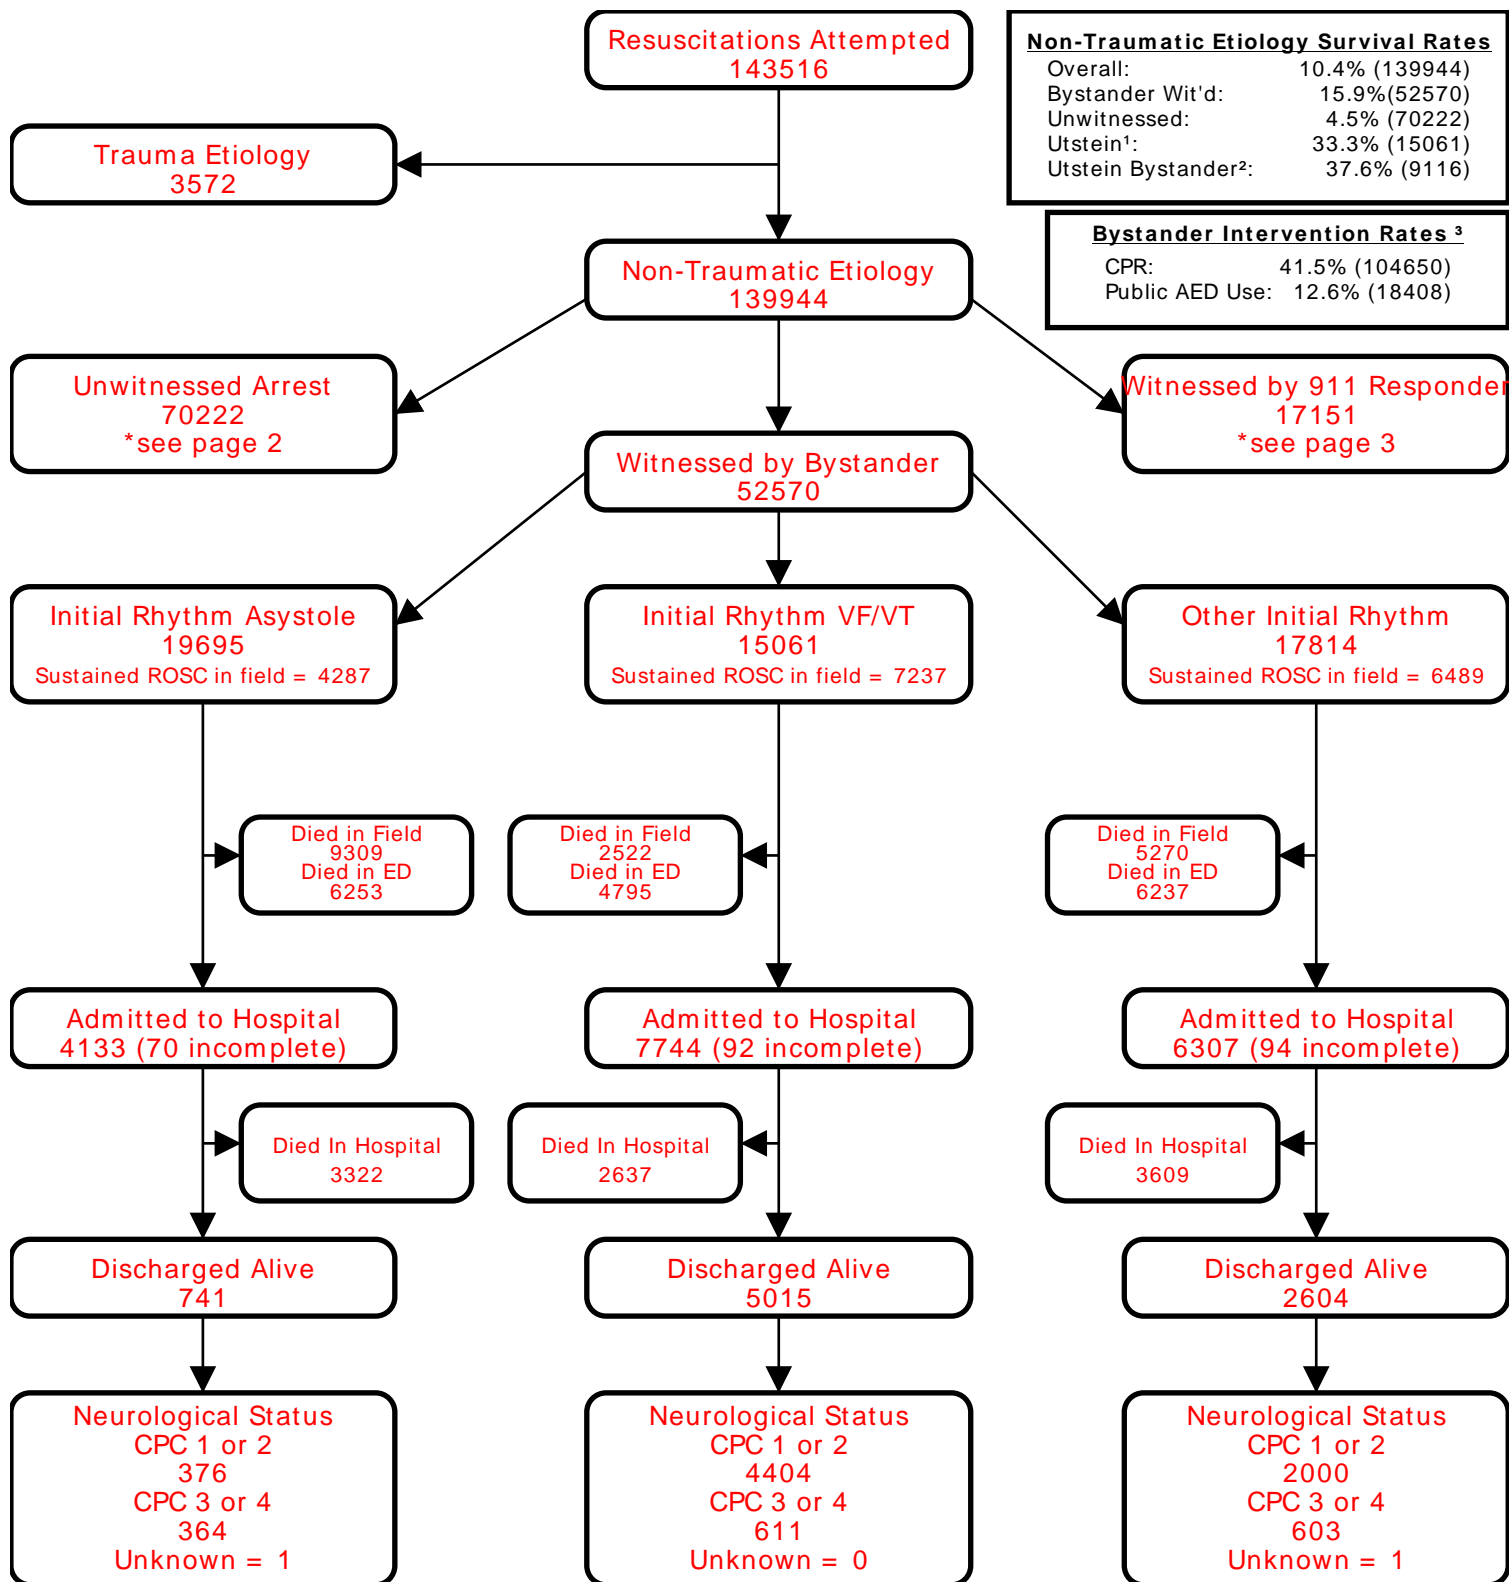 Resuscitations Attempted
143516
Non-Traumatic Etiology Survival Rates
Overall: 10.4% (139944)
Bystander Wit'd: 15.9%(52570)
Unwitnessed: 4.5% (70222)
Utstein¹: 33.3% (15061)
Utstein Bystander²: 37.6% (9116)
Trauma Etiology
3572
Bystander Intervention Rates ³
CPR: 41.5% (104650)
Public AED Use: 12.6% (18408)
Non-Traumatic Etiology
139944
Unwitnessed Arrest
70222
*see page 2
Witnessed by Bystander
52570
Witnessed by 911 Responder
17151
*see page 3
Initial Rhythm Asystole
19695
Sustained ROSC in field = 4287
Initial Rhythm VF/VT
15061
Sustained ROSC in field = 7237
Other Initial Rhythm
17814
Sustained ROSC in field = 6489
Died in Field
9309
Died in ED
6253
Died in Field
2522
Died in ED
4795
Died in Field
5270
Died in ED
6237
Admitted to Hospital
4133 (70 incomplete)
Admitted to Hospital
7744 (92 incomplete)
Admitted to Hospital
6307 (94 incomplete)
Died In Hospital
3322
Died In Hospital
2637
Died In Hospital
3609
Discharged Alive
741
Discharged Alive
5015
Discharged Alive
2604
Neurological Status
CPC 1 or 2
376
CPC 3 or 4
364
Unknown = 1
Neurological Status
CPC 1 or 2
4404
CPC 3 or 4
611
Unknown = 0
Neurological Status
CPC 1 or 2
2000
CPC 3 or 4
603
Unknown = 1